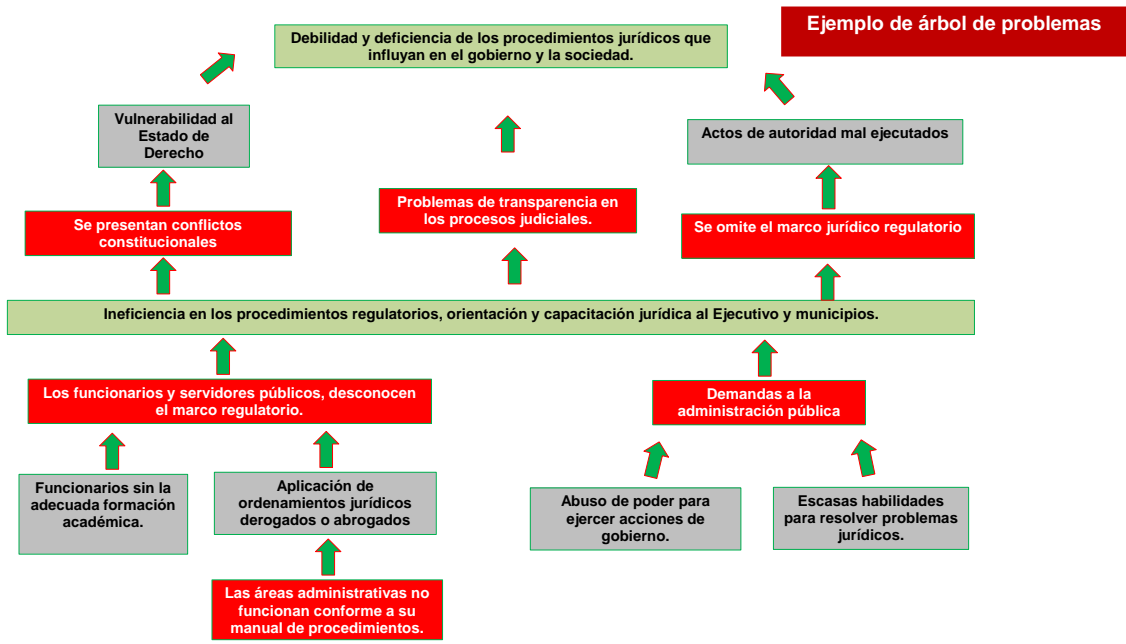 Ejemplo de árbol de problemas
Debilidad y deficiencia de los procedimientos jurídicos que
influyan en el gobierno y la sociedad.
Vulnerabilidad al
Estado de
Derecho
Actos de autoridad mal ejecutados
Se presentan conflictos
constitucionales
Problemas de transparencia en
los procesos judiciales.
Se omite el marco jurídico regulatorio
Ineficiencia en los procedimientos regulatorios, orientación y capacitación jurídica al Ejecutivo y municipios.
Los funcionarios y servidores públicos, desconocen
el marco regulatorio.
Demandas a la
administración pública
Funcionarios sin la
adecuada formación
académica.
Aplicación de
ordenamientos jurídicos
derogados o abrogados
Abuso de poder para
ejercer acciones de
gobierno.
Escasas habilidades
para resolver problemas
jurídicos.
Las áreas administrativas no
funcionan conforme a su
manual de procedimientos.